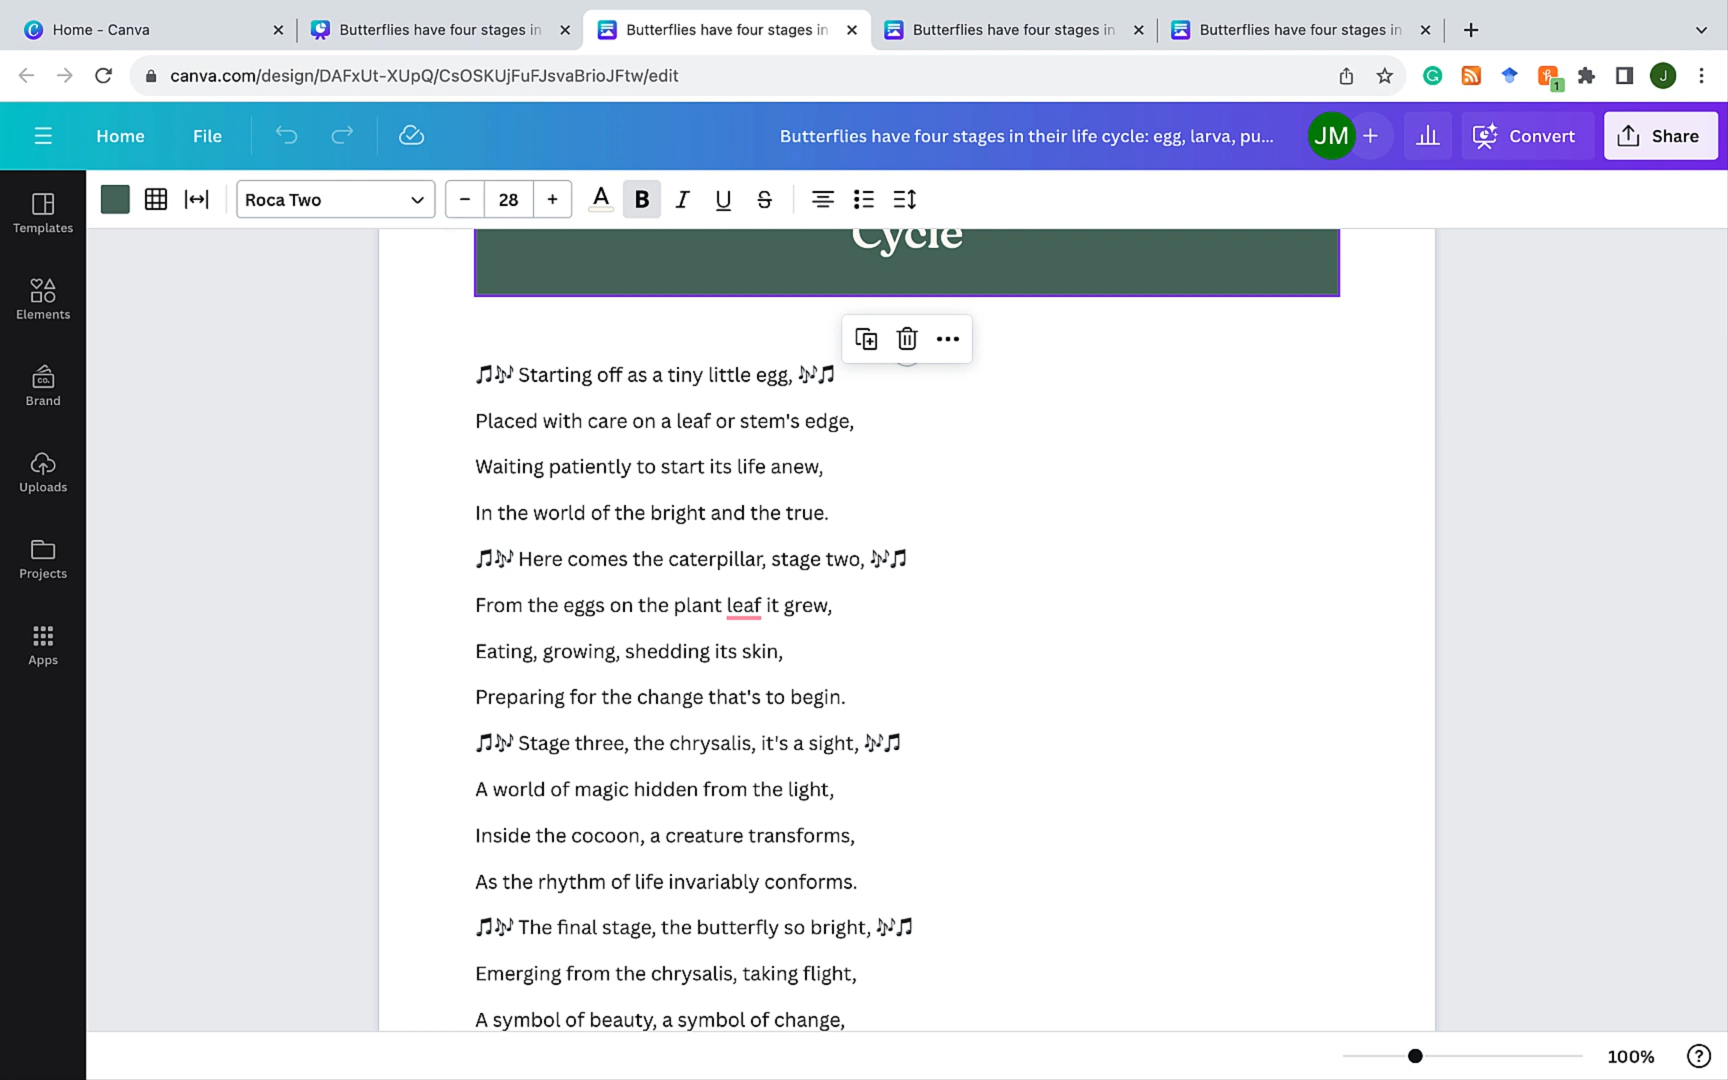 Home - Canva
Butterflies have four stages in
Butterflies have four stages in
Butterflies have four stages in
Butterflies have four stages in
canva.com/design/DAFxUt-XUpQ/CsOSKUjFuFJsvaBrioJFtw/edit
1
J
Home
File
Butterflies have four stages in their life cycle: egg, larva, pu...
JM
+
Convert
Share
Roca Two
− 28 +
A
B
I
U
S
Templates
Elements
CO.
Brand
Uploads
Projects
Apps
Cycle
🎵🎶 Starting off as a tiny little egg, 🎶🎵
Placed with care on a leaf or stem's edge,
Waiting patiently to start its life anew,
In the world of the bright and the true.
🎵🎶 Here comes the caterpillar, stage two, 🎶🎵
From the eggs on the plant leaf it grew,
Eating, growing, shedding its skin,
Preparing for the change that's to begin.
🎵🎶 Stage three, the chrysalis, it's a sight, 🎶🎵
A world of magic hidden from the light,
Inside the cocoon, a creature transforms,
As the rhythm of life invariably conforms.
🎵🎶 The final stage, the butterfly so bright, 🎶🎵
Emerging from the chrysalis, taking flight,
A symbol of beauty, a symbol of change,
100%
?